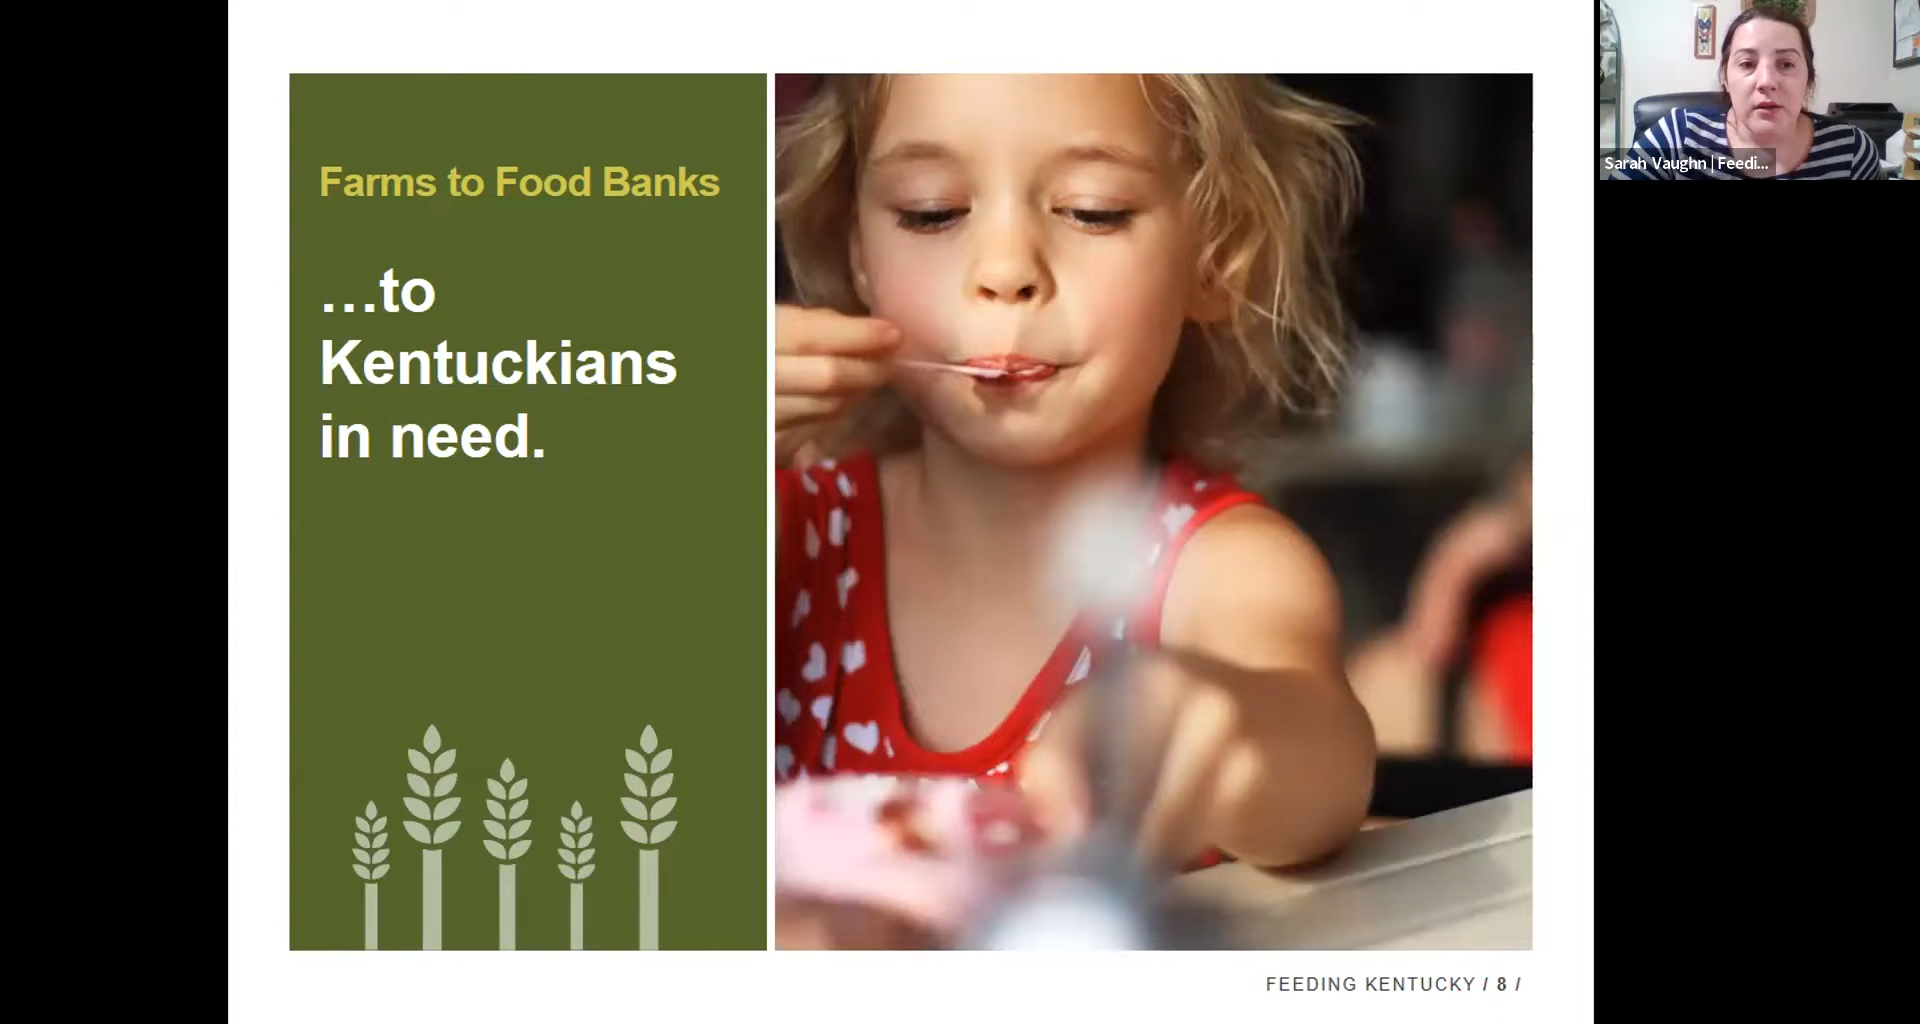 Farms to Food Banks
…to
Kentuckians
in need.
FEEDING KENTUCKY / 8 /
Sarah Vaughn | Feedi...